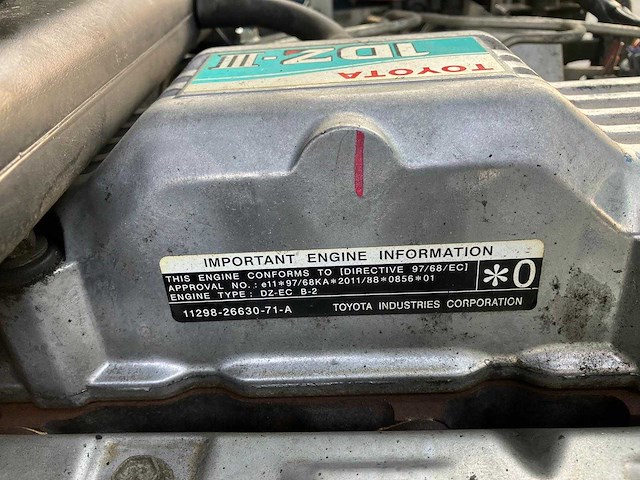 TOYOTA
1DZ-III
IMPORTANT ENGINE INFORMATION
THIS ENGINE CONFORMS TO [DIRECTIVE 97/68/EC]
APPROVAL NO.: e11*97/68KA*2011/88*0856*01
ENGINE TYPE: DZ-EC B-2
*0
11298-26630-71-A TOYOTA INDUSTRIES CORPORATION